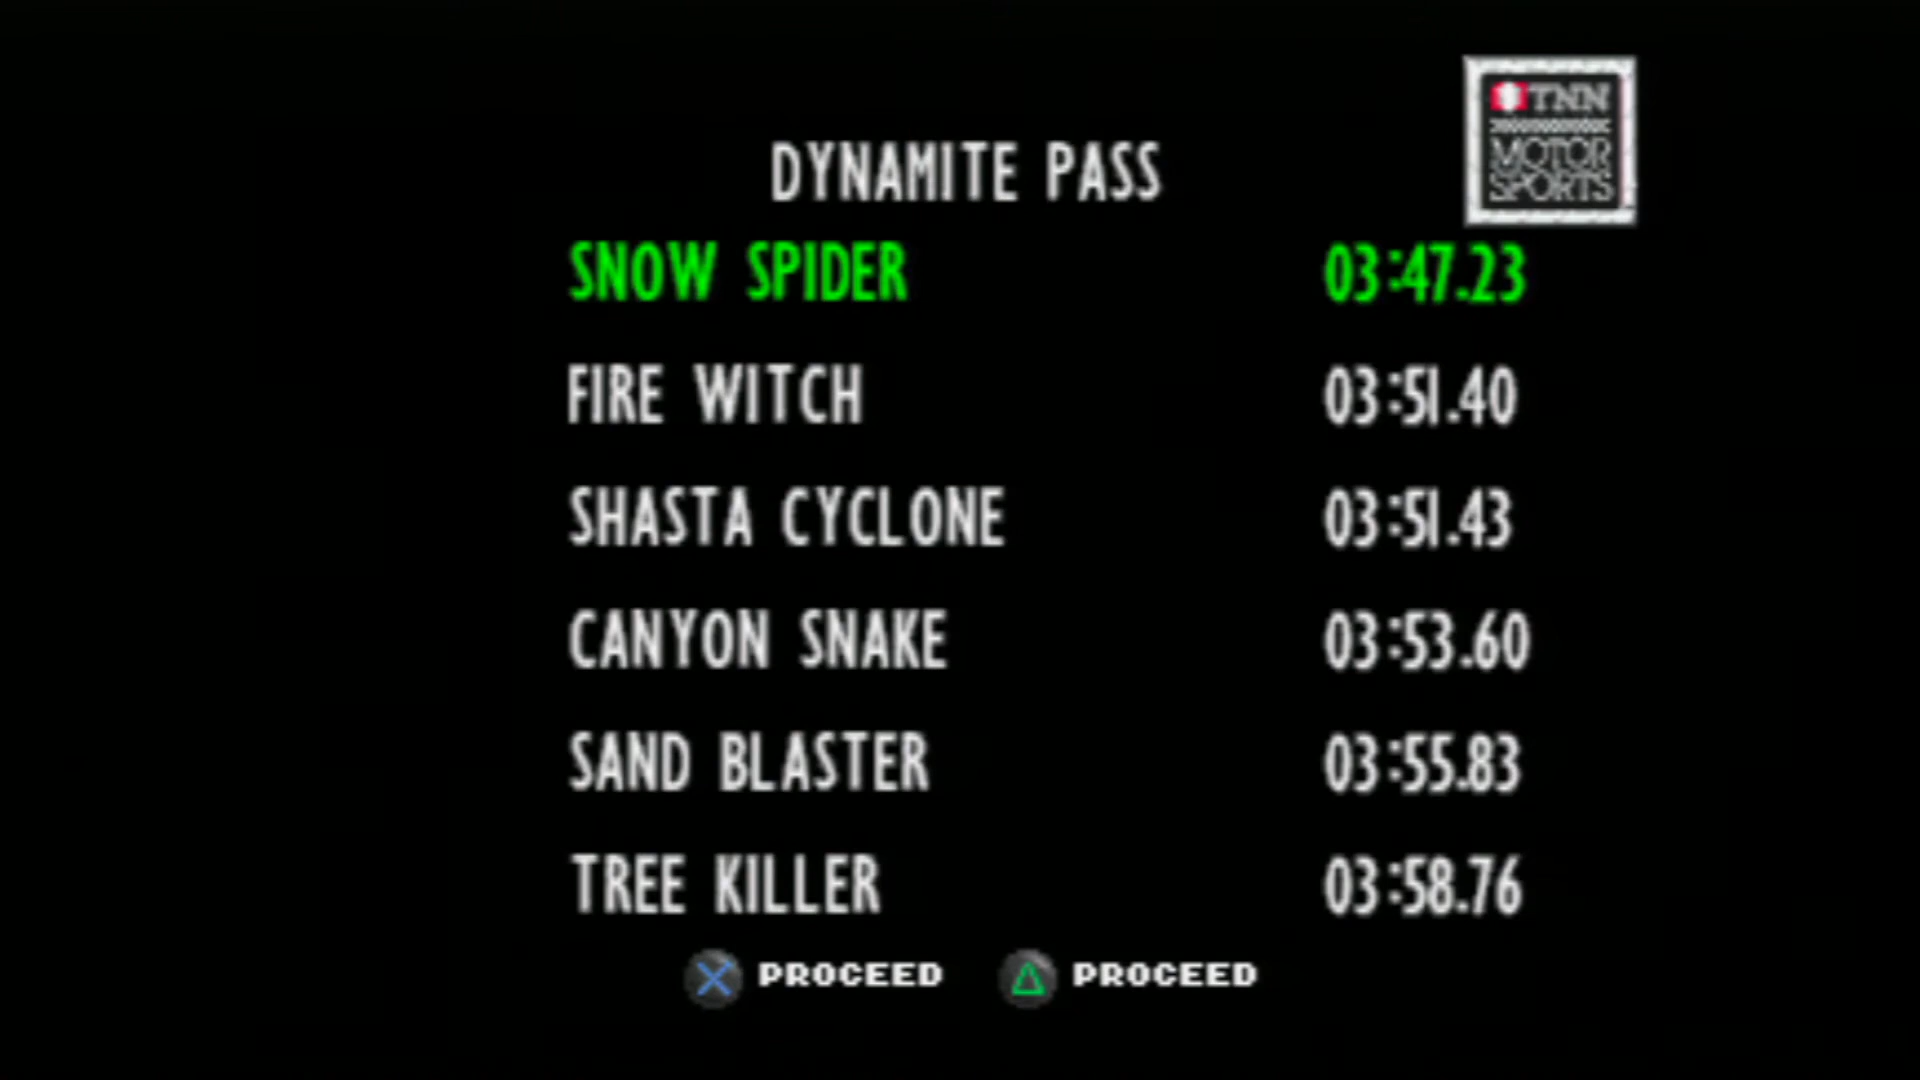 TNN
MOTOR
SPORTS
DYNAMITE PASS
SNOW SPIDER 03:47.23
FIRE WITCH 03:51.40
SHASTA CYCLONE 03:51.43
CANYON SNAKE 03:53.60
SAND BLASTER 03:55.83
TREE KILLER 03:58.76
PROCEED PROCEED